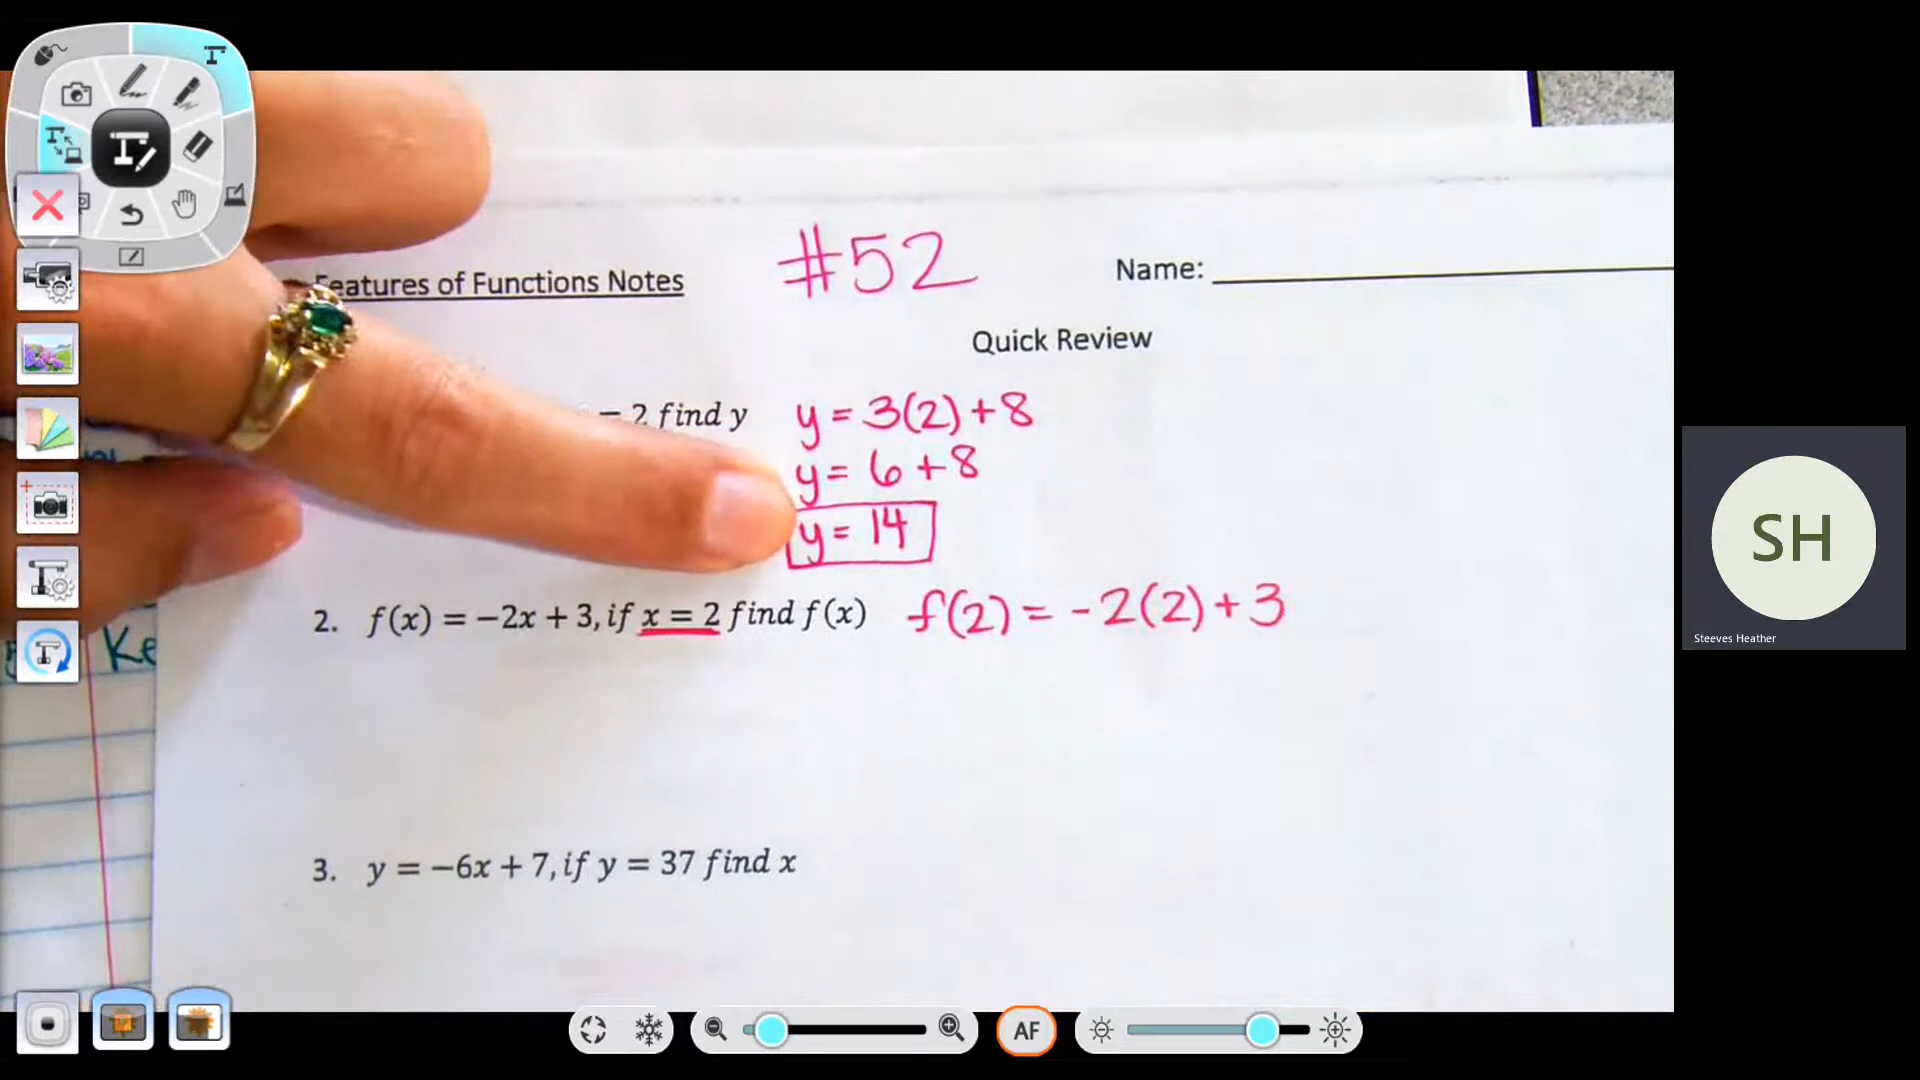 #52
Features of Functions Notes
Name:
Quick Review
= 2 find y
y = 3(2)+8
y = 6+8
y = 14
2. f(x) = −2x + 3, if x = 2 find f(x)
f(2) = -2(2)+3
3. y = −6x + 7, if y = 37 find x
Ke
AF
SH
Steeves Heather